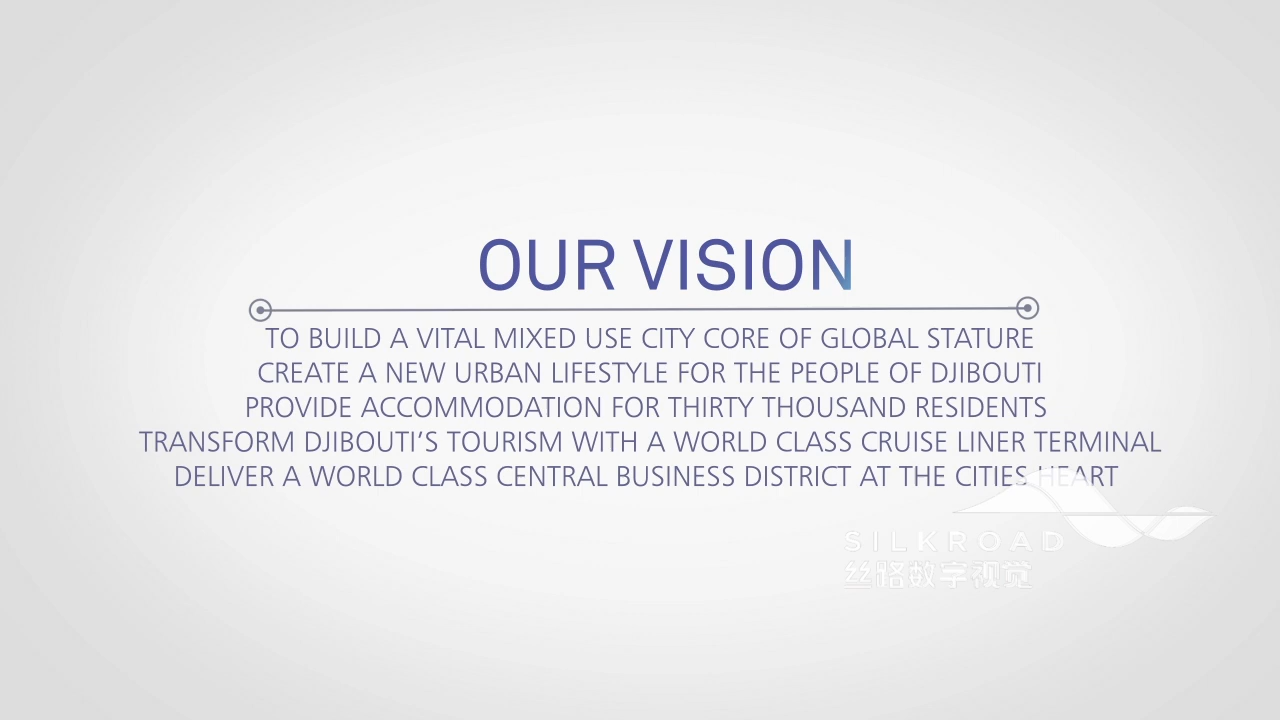 OUR VISION
TO BUILD A VITAL MIXED USE CITY CORE OF GLOBAL STATURE
CREATE A NEW URBAN LIFESTYLE FOR THE PEOPLE OF DJIBOUTI
PROVIDE ACCOMMODATION FOR THIRTY THOUSAND RESIDENTS
TRANSFORM DJIBOUTI’S TOURISM WITH A WORLD CLASS CRUISE LINER TERMINAL
DELIVER A WORLD CLASS CENTRAL BUSINESS DISTRICT AT THE CITIES HEART
SILKROAD
丝路数字视觉